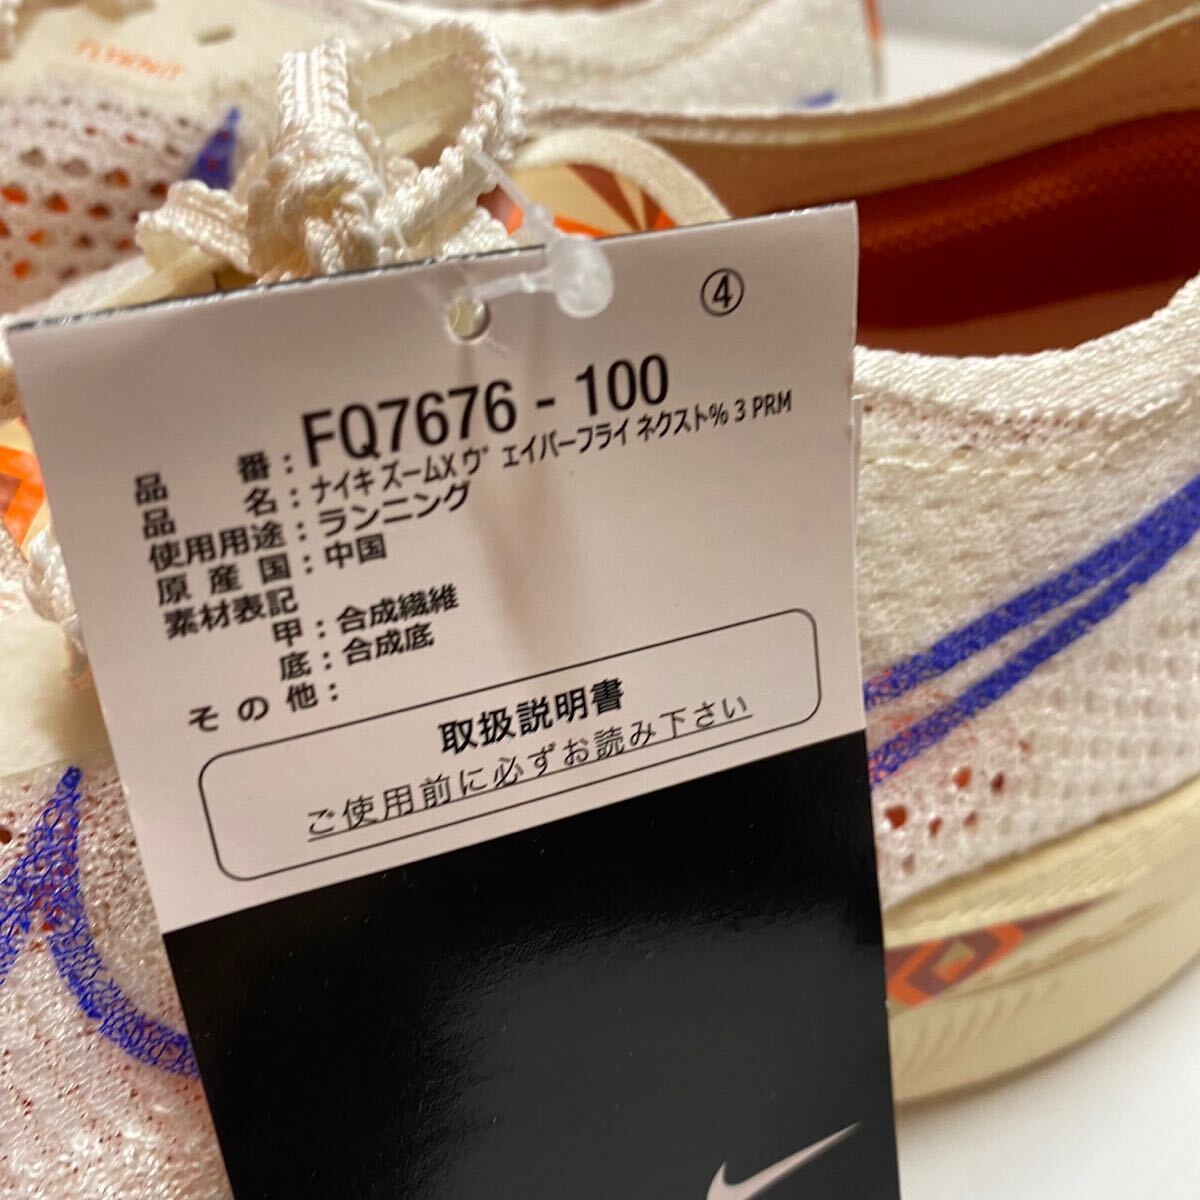 ④
品番：FQ7676 - 100
品名：ナイキ ズームX ヴェイパーフライ ネクスト% 3 PRM
使用用途：ランニング
原産国：中国
素材表記
甲：合成繊維
底：合成底
その他：
取扱説明書
ご使用前に必ずお読み下さい